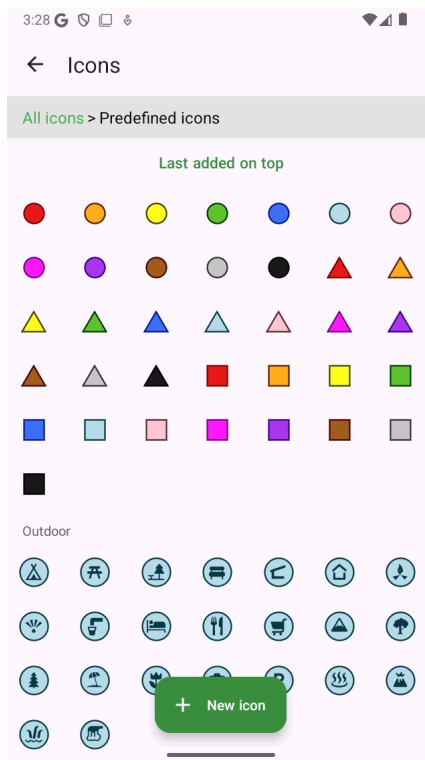 3:28
Icons
All icons > Predefined icons
Last added on top
Outdoor
New icon